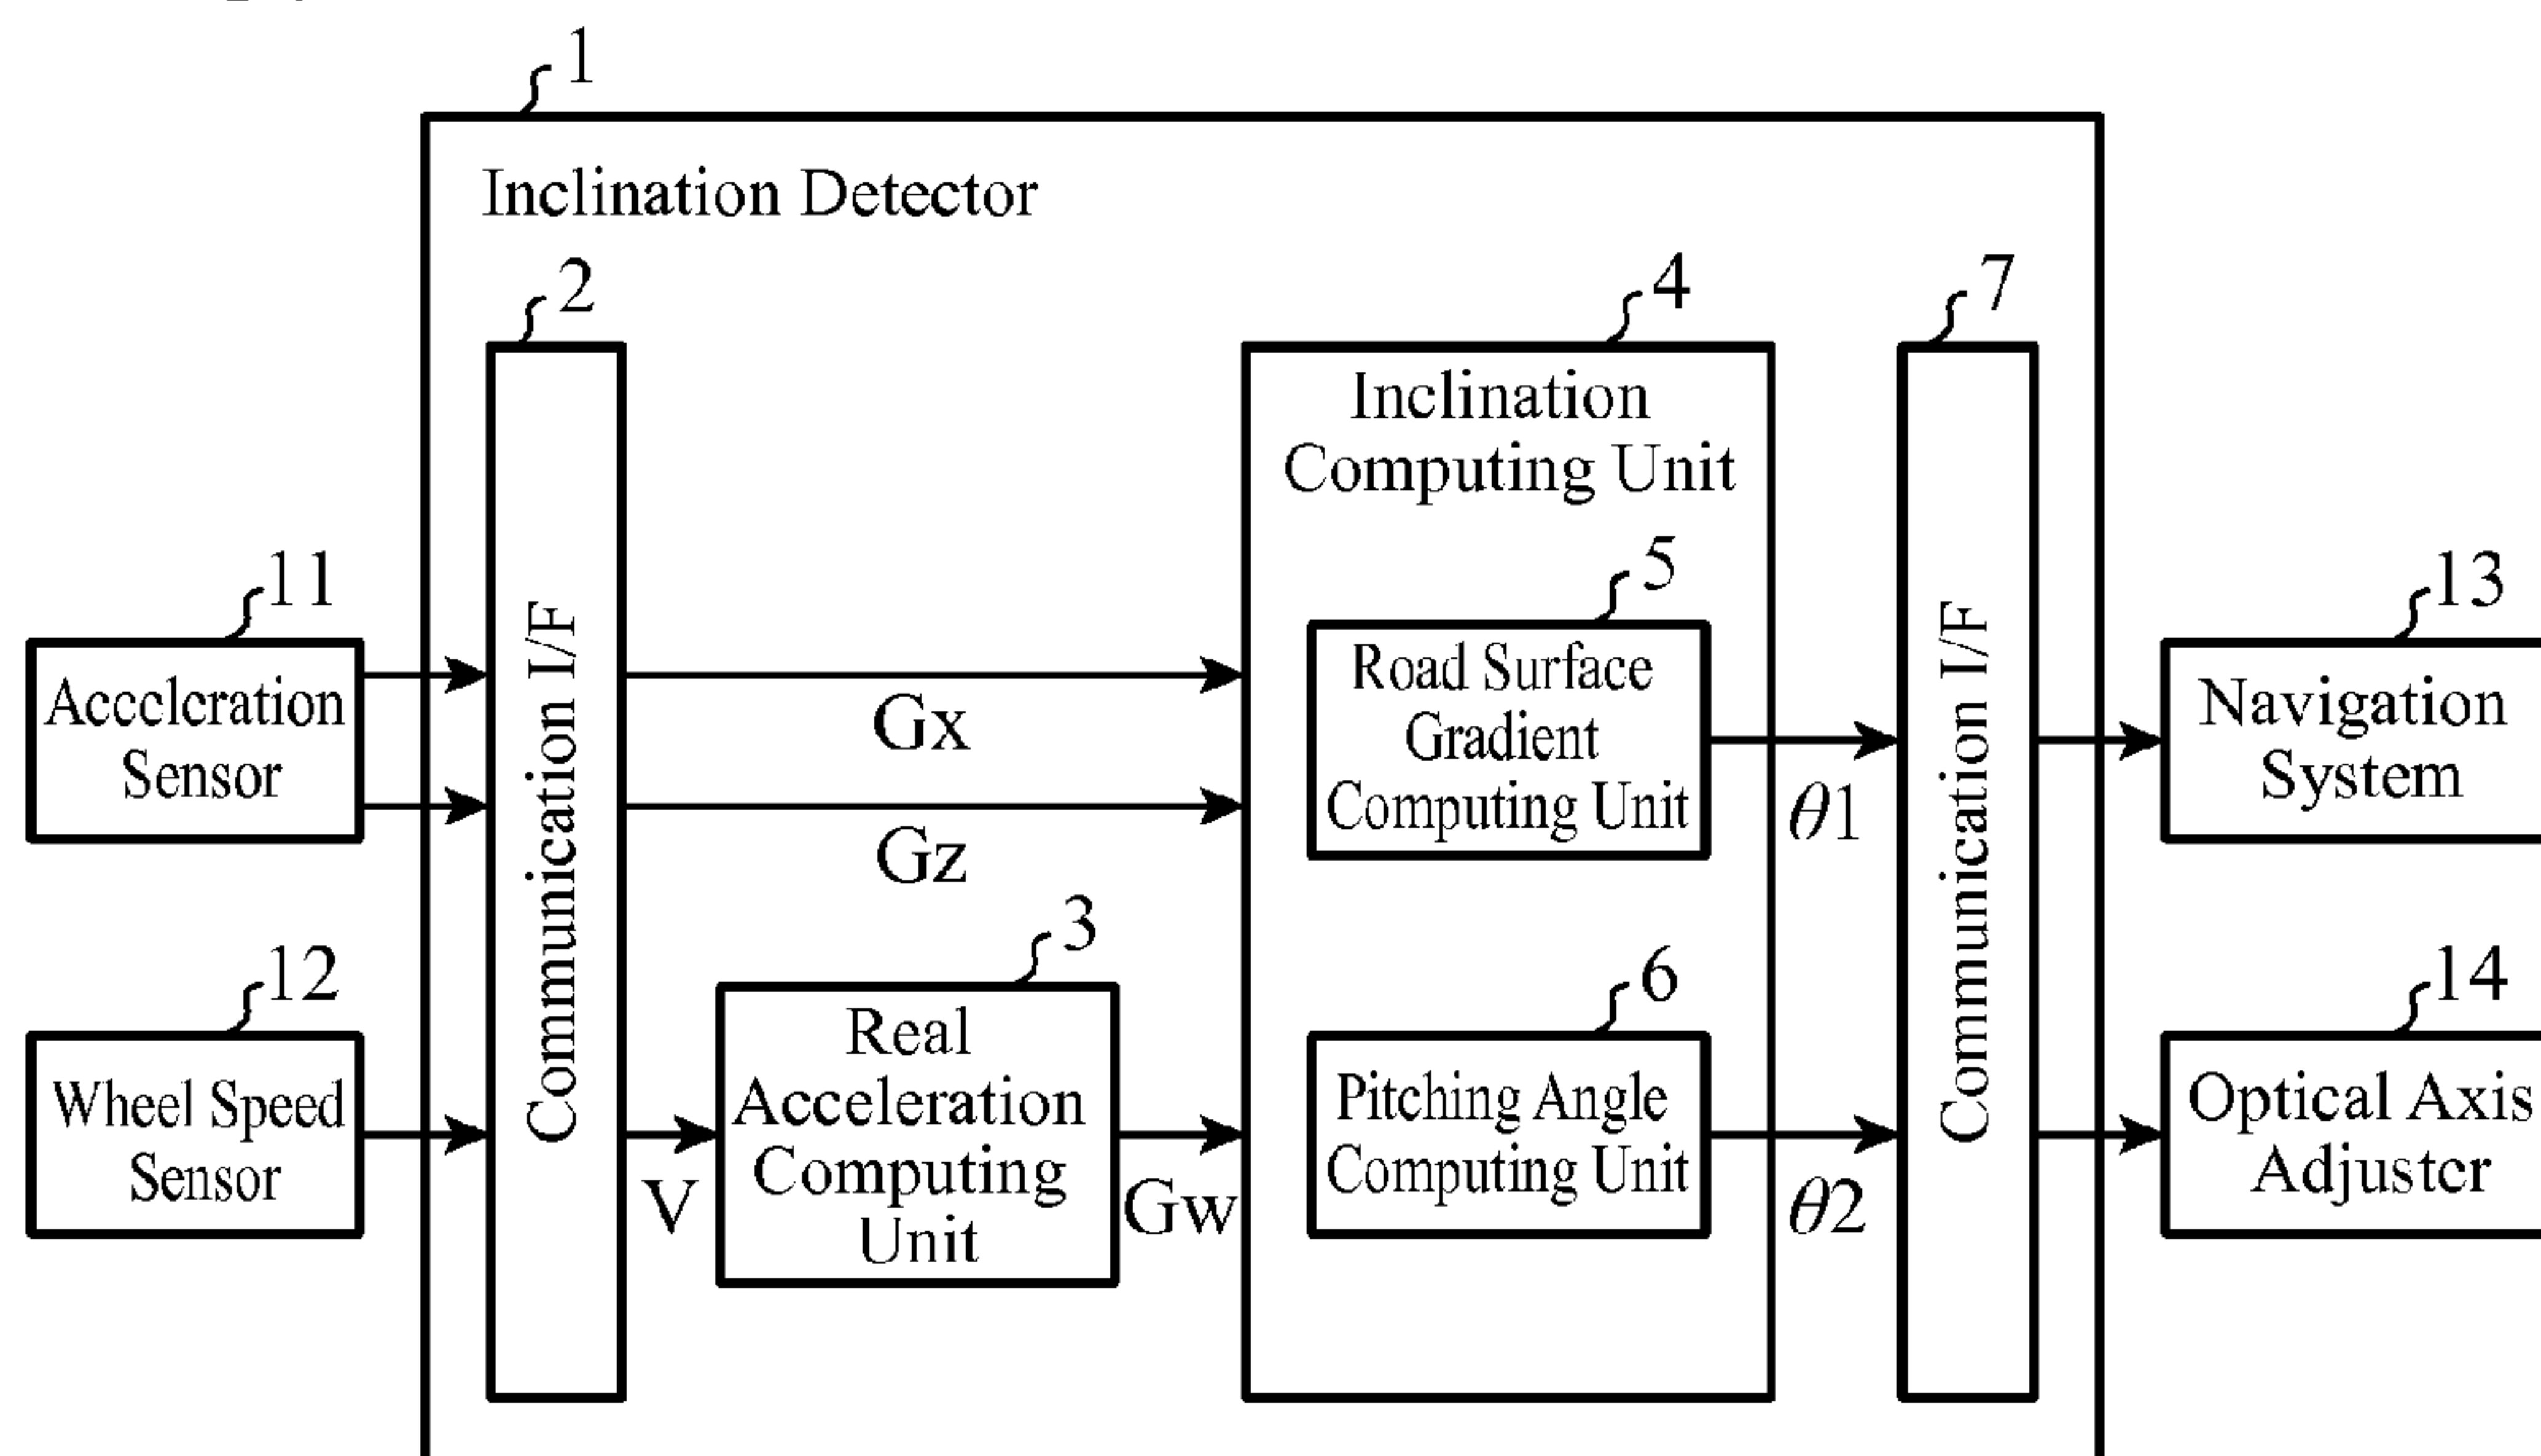 1
Inclination Detector
2
4
7
Inclination
Computing Unit
11
5
13
Acceleration
Sensor
Communication I/F
Gx
Gz
Road Surface
Gradient
Computing Unit
θ1
Communication I/F
Navigation
System
12
3
6
14
Wheel Speed
Sensor
V
Real
Acceleration
Computing
Unit
Gw
Pitching Angle
Computing Unit
θ2
Optical Axis
Adjuster